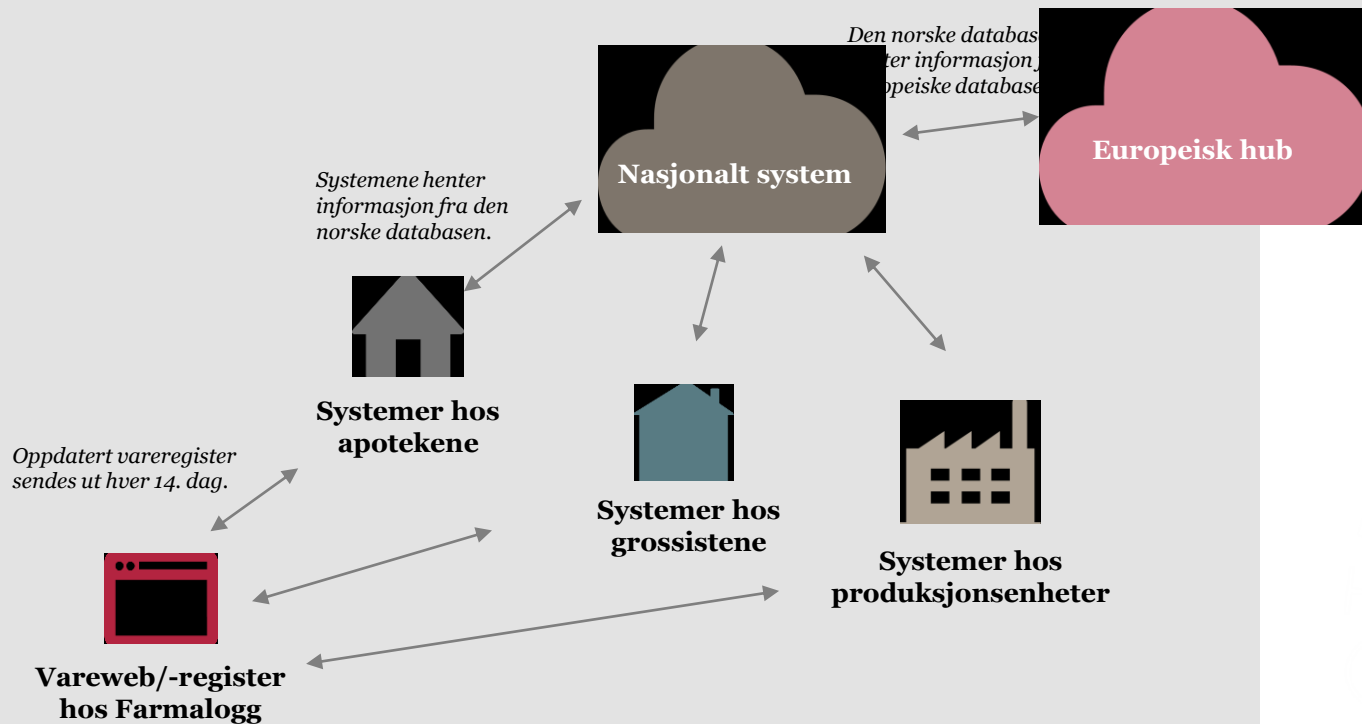 Den norske databas
ter informasjon
opeiske database
Nasjonalt system
Europeisk hub
Systemene henter
informasjon fra den
norske databasen.
Systemer hos
apotekene
Oppdatert vareregister
sendes ut hver 14. dag.
Systemer hos
grossistene
Systemer hos
produksjonsenheter
Vareweb/-register
hos Farmalogg